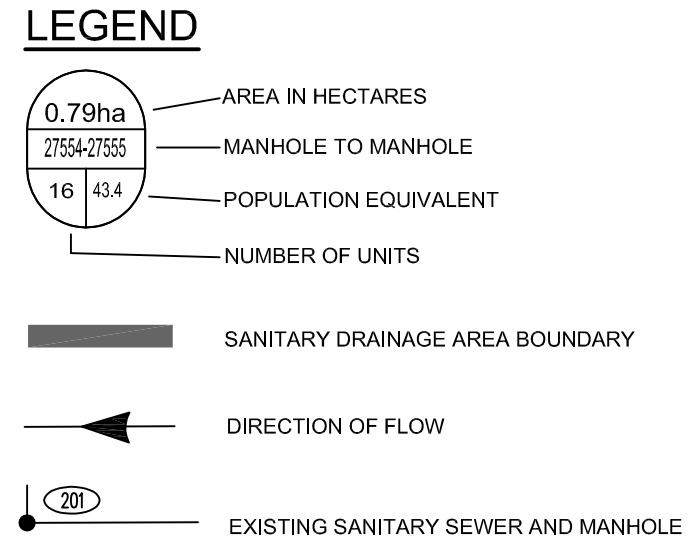 LEGEND
0.79ha
AREA IN HECTARES
27554-27555
MANHOLE TO MANHOLE
16 43.4
POPULATION EQUIVALENT
NUMBER OF UNITS
SANITARY DRAINAGE AREA BOUNDARY
DIRECTION OF FLOW
201
EXISTING SANITARY SEWER AND MANHOLE